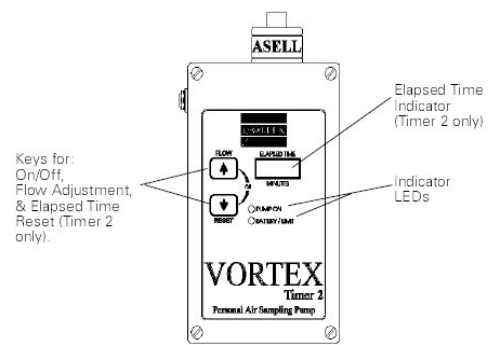 ASELL
Elapsed Time
Indicator
(Timer 2 only)
FLOW
ELAPSED TIME
MINUTES
Keys for:
On/Off,
Flow Adjustment,
& Elapsed Time
Reset (Timer 2
only).
Indicator
LEDs
PUMP ON
RESET
BATTERY / LIMIT
VORTEX
Timer 2
Personal Air Sampling Pump